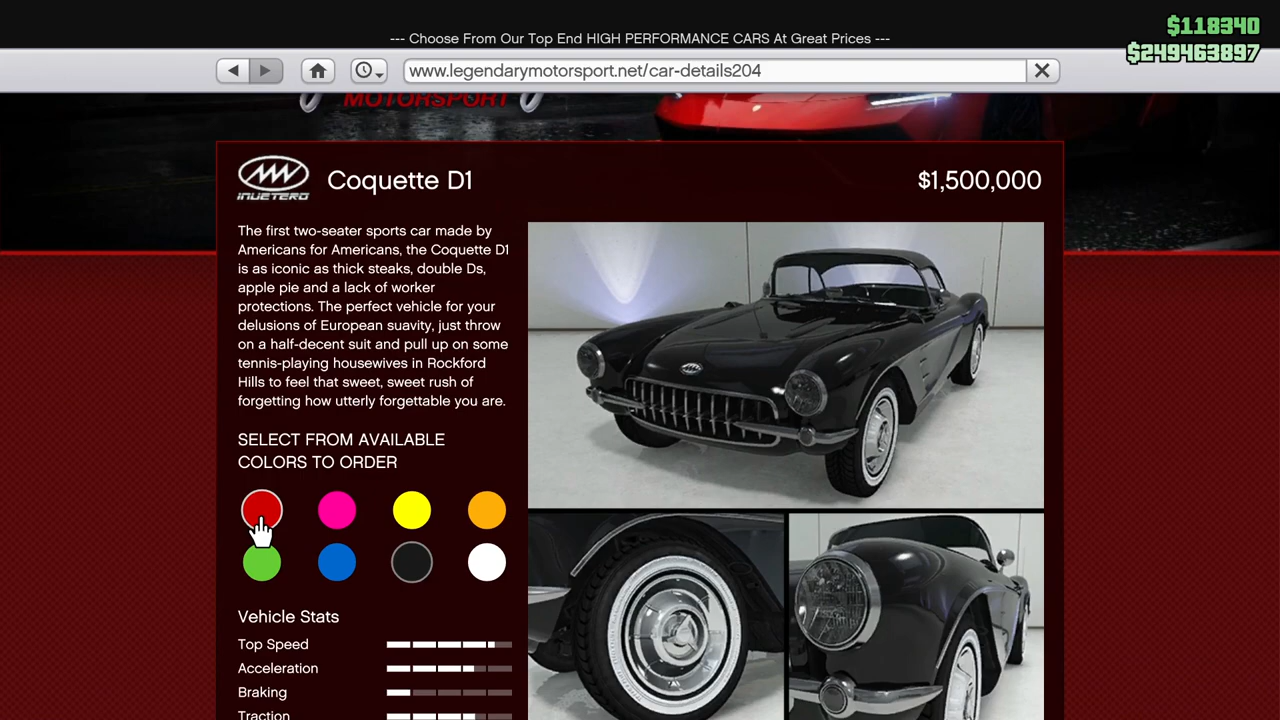 $118340
--- Choose From Our Top End HIGH PERFORMANCE CARS At Great Prices ---
$249463897
www.legendarymotorsport.net/car-details204
MOTORSPORT
INVETERO
Coquette D1
$1,500,000
The first two-seater sports car made by
Americans for Americans, the Coquette D1
is as iconic as thick steaks, double Ds,
apple pie and a lack of worker
protections. The perfect vehicle for your
delusions of European suavity, just throw
on a half-decent suit and pull up on some
tennis-playing housewives in Rockford
Hills to feel that sweet, sweet rush of
forgetting how utterly forgettable you are.
SELECT FROM AVAILABLE
COLORS TO ORDER
Vehicle Stats
Top Speed
Acceleration
Braking
Traction